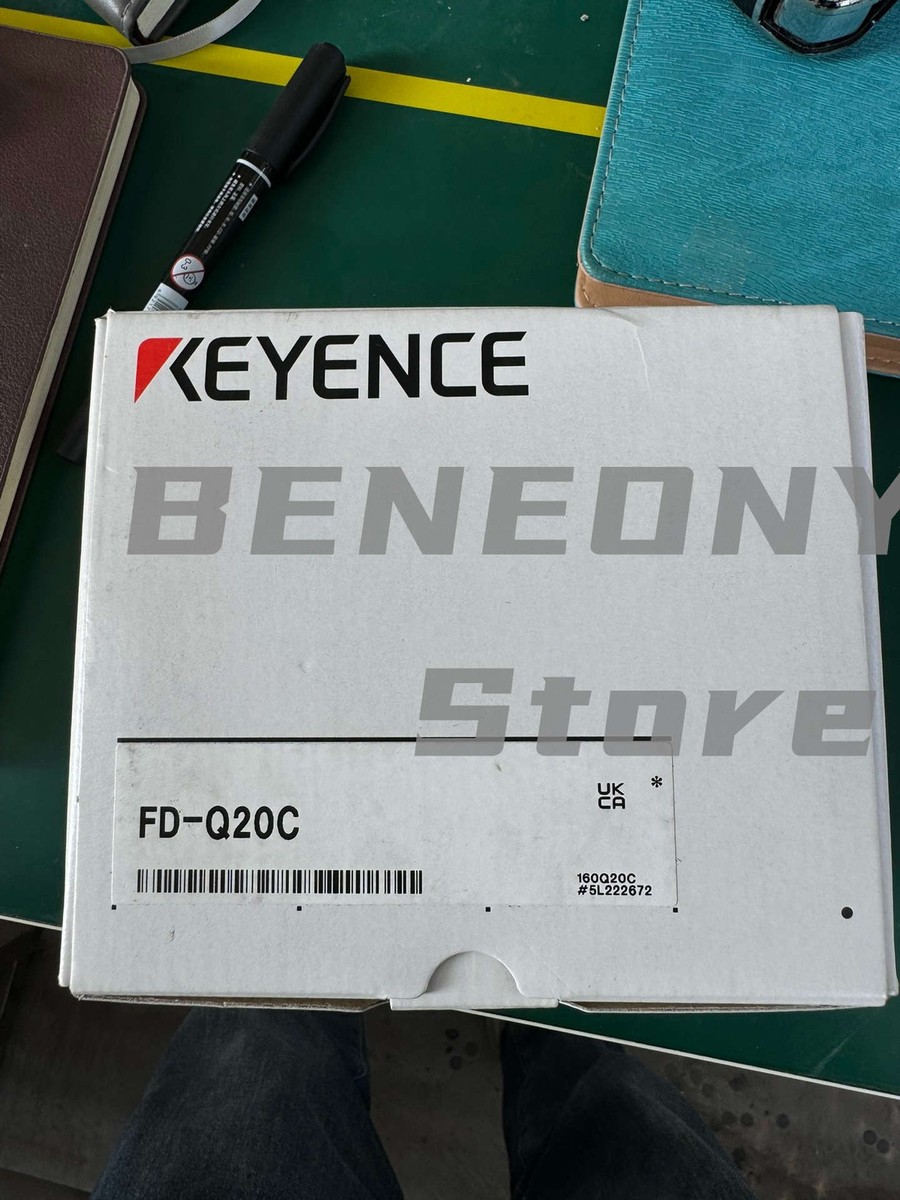 KEYENCE
BENEONY
Store
FD-Q20C
UK
CA
*
160Q20C
#5L222672